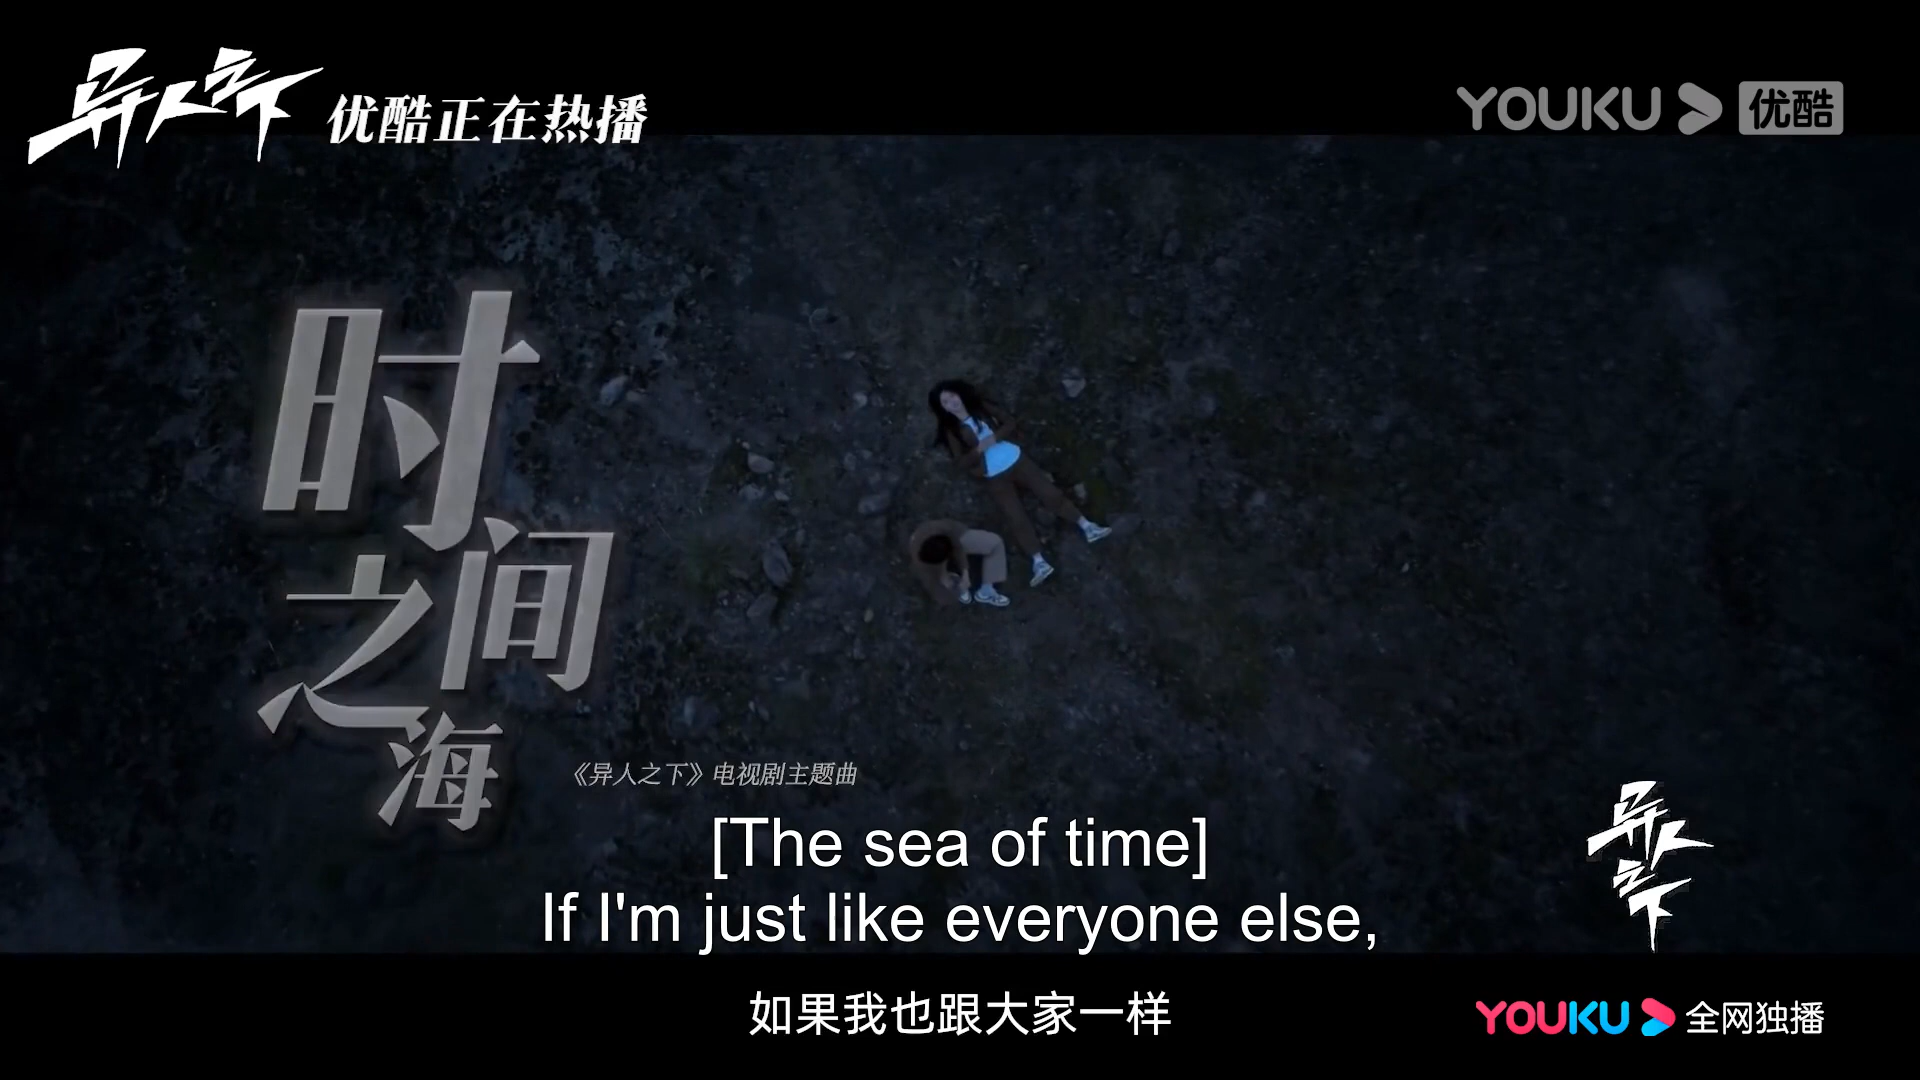 异人之下 优酷正在热播
YOUKU 优酷
时间之海
《异人之下》电视剧主题曲
[The sea of time]
If I'm just like everyone else,
异人之下
如果我也跟大家一样
YOUKU 全网独播